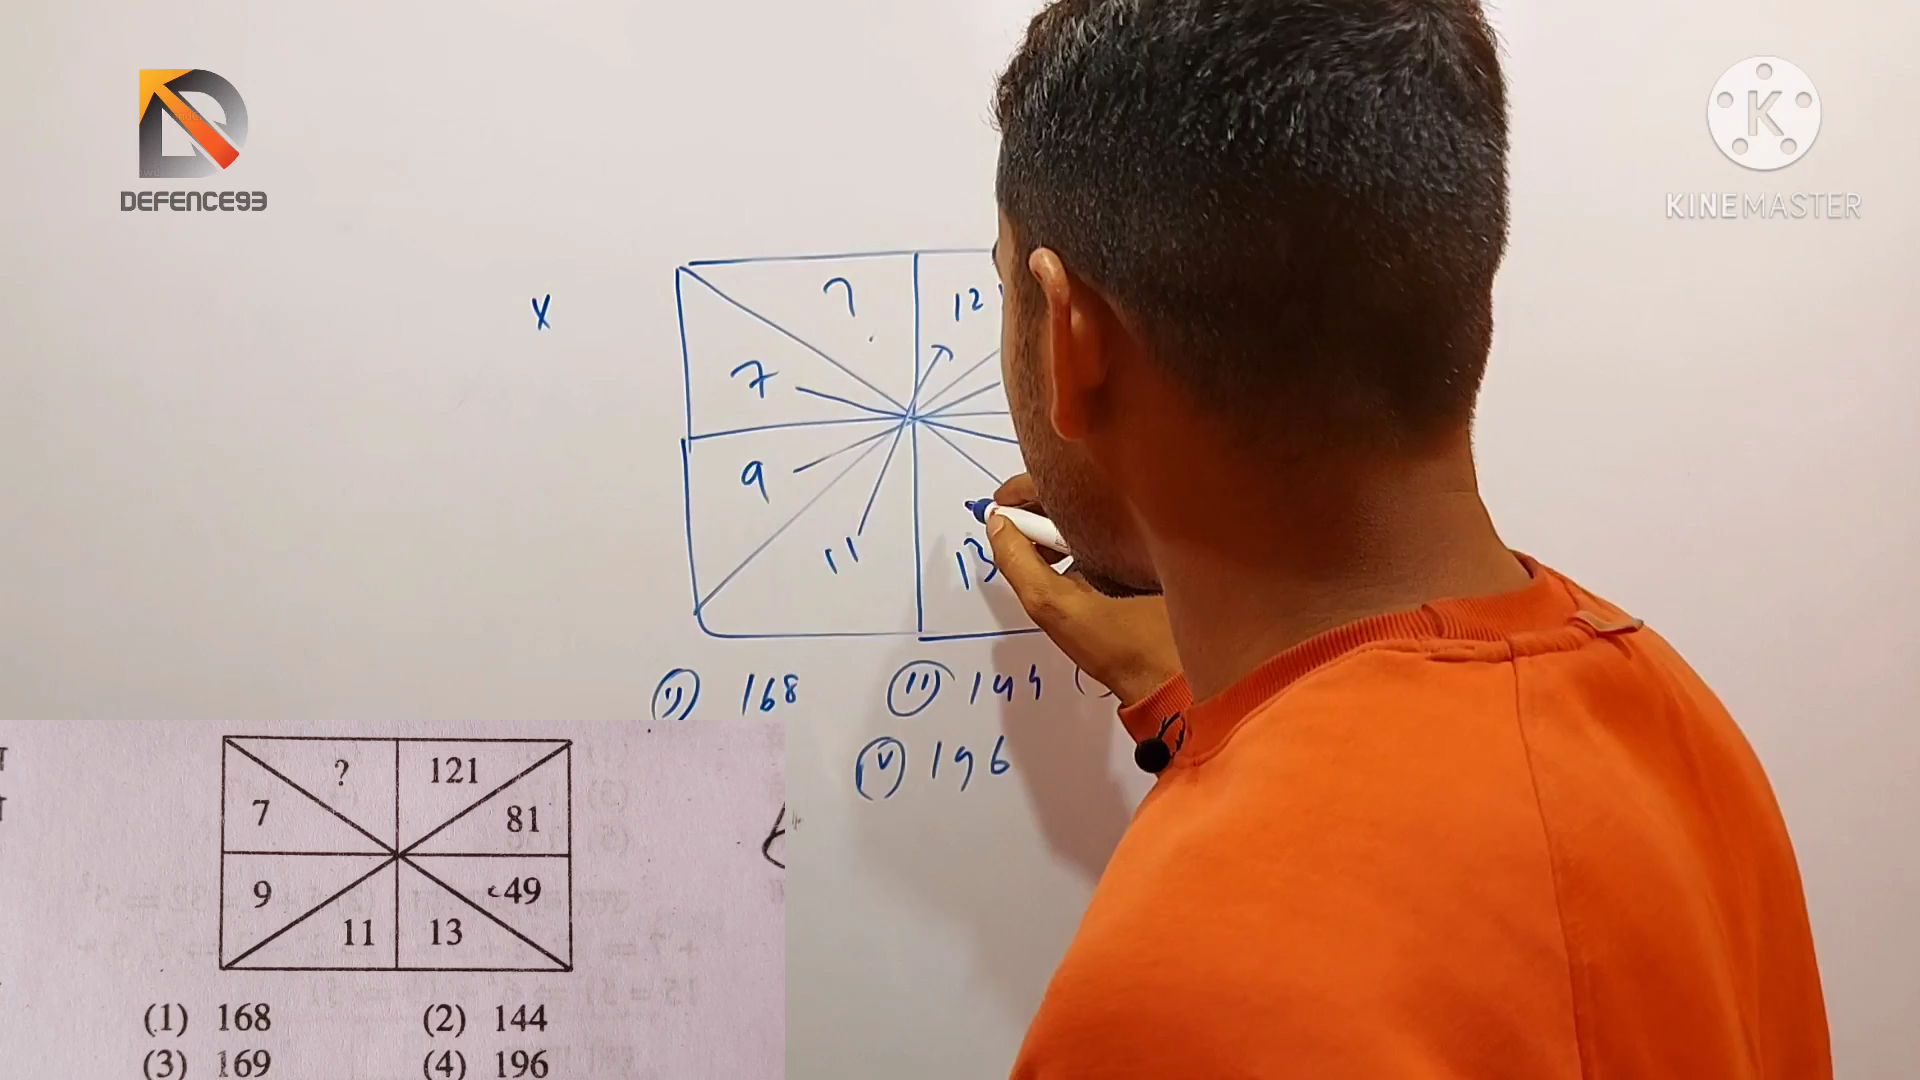 DEFENCE93
K
KINEMASTER
X
? 12
7
9
11 13
(ii) 168 (iii) 144
(v) 196
? 121
7 81
9 49
11 13
(1) 168 (2) 144
(3) 169 (4) 196